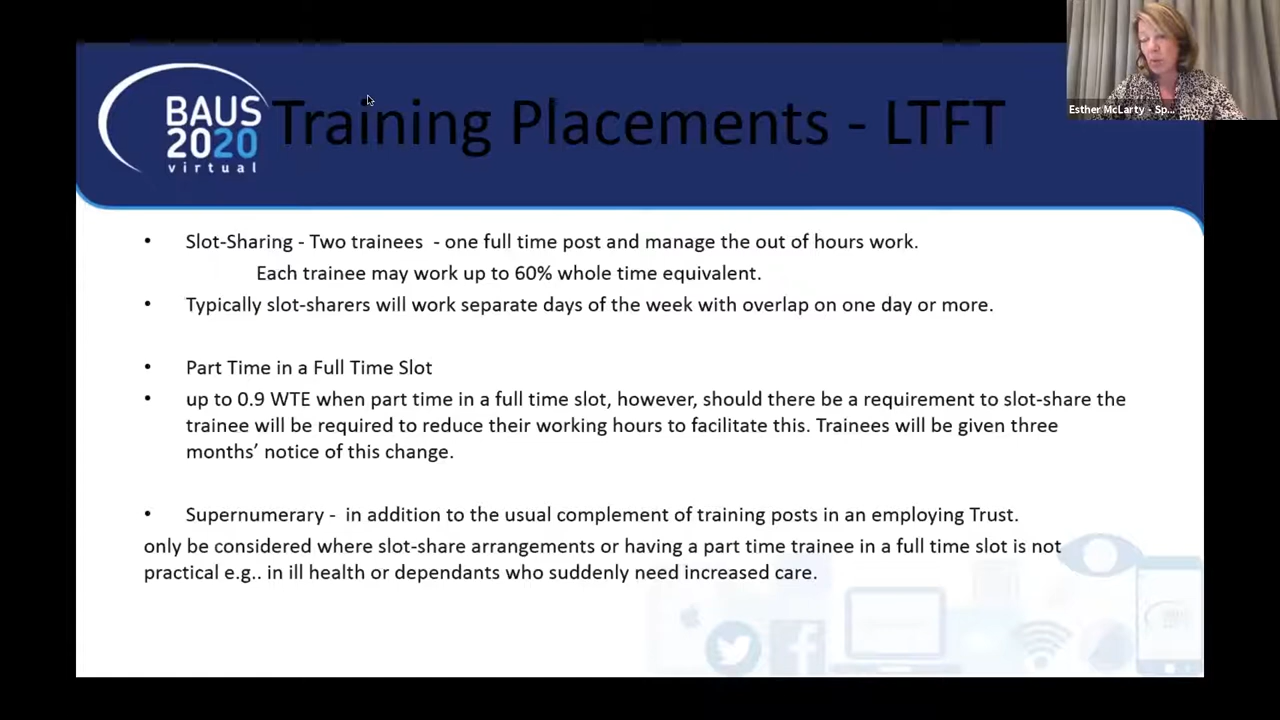 Esther McLarty - Sp...
BAUS
2020
virtual
Training Placements - LTFT
• Slot-Sharing - Two trainees - one full time post and manage the out of hours work.
Each trainee may work up to 60% whole time equivalent.
• Typically slot-sharers will work separate days of the week with overlap on one day or more.
• Part Time in a Full Time Slot
• up to 0.9 WTE when part time in a full time slot, however, should there be a requirement to slot-share the
trainee will be required to reduce their working hours to facilitate this. Trainees will be given three
months’ notice of this change.
• Supernumerary - in addition to the usual complement of training posts in an employing Trust.
only be considered where slot-share arrangements or having a part time trainee in a full time slot is not
practical e.g.. in ill health or dependants who suddenly need increased care.